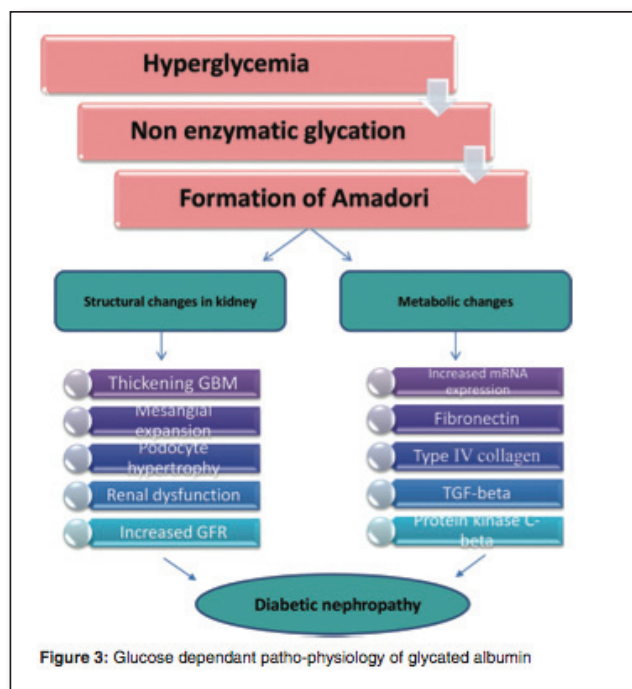 Hyperglycemia
Non enzymatic glycation
Formation of Amadori
Structural changes in kidney
Thickening GBM
Mesangial
expansion
Podocyte
hypertrophy
Renal dysfunction
Increased GFR
Metabolic changes
Increased mRNA
expression
Fibronectin
Type IV collagen
TGF-beta
Protein kinase C-
beta
Diabetic nephropathy
Figure 3: Glucose dependant patho-physiology of glycated albumin